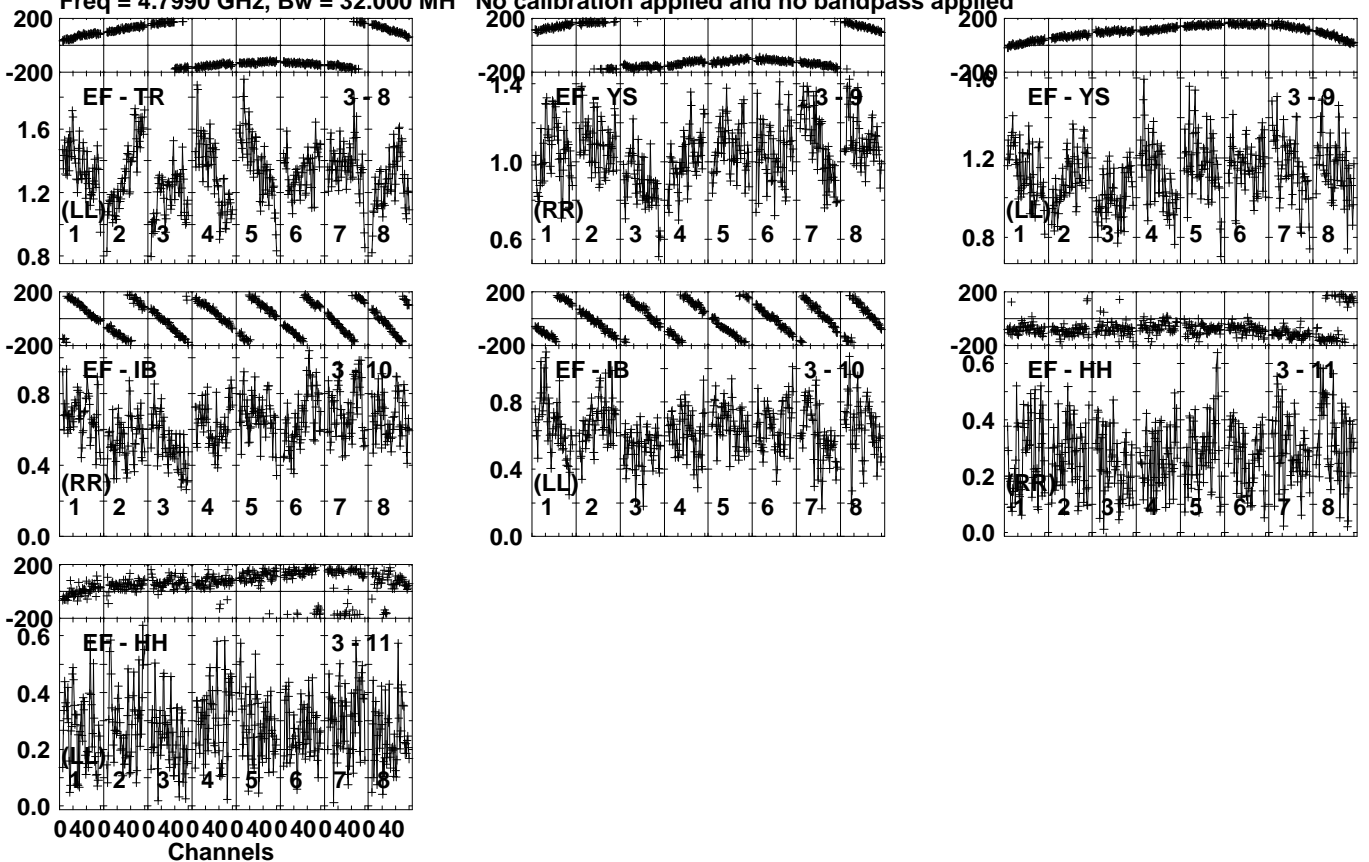 Freq = 4.7990 GHz, Bw = 32.000 MH No calibration applied and no bandpass applied
200
-200
EF - TR 3 - 8
1.6
1.2
0.8
(LL)
1 2 3 4 5 6 7 8
200
-200
1.4
EF - YS 3 - 9
1.0
0.6
(RR)
1 2 3 4 5 6 7 8
200
-200
1.6
EF - YS 3 - 9
1.2
0.8
(LL)
1 2 3 4 5 6 7 8
200
-200
EF - IB 3 - 10
0.8
0.4
0.0
(RR)
1 2 3 4 5 6 7 8
200
-200
EF - IB 3 - 10
0.8
0.4
0.0
(LL)
1 2 3 4 5 6 7 8
200
-200
0.6
EF - HH 3 - 11
0.4
0.2
0.0
(RR)
1 2 3 4 5 6 7 8
200
-200
0.6
EF - HH 3 - 11
0.4
0.2
0.0
(LL)
1 2 3 4 5 6 7 8
0 40 0 40 0 40 0 40 0 40 0 40 0 40 0 40
Channels